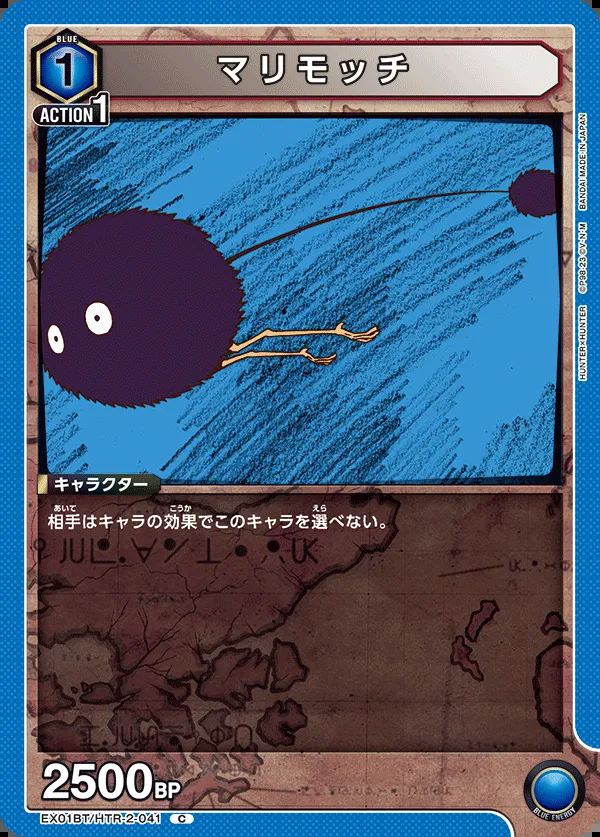 BLUE
1
マリモッチ
ACTION 1
HUNTER×HUNTER ©P98-23 ©V・N・M BANDAI MADE IN JAPAN
キャラクター
相手はキャラの効果でこのキャラを選べない。
あいて こうか えら
2500BP
BLUE ENERGY
EX01BT/HTR-2-041 C